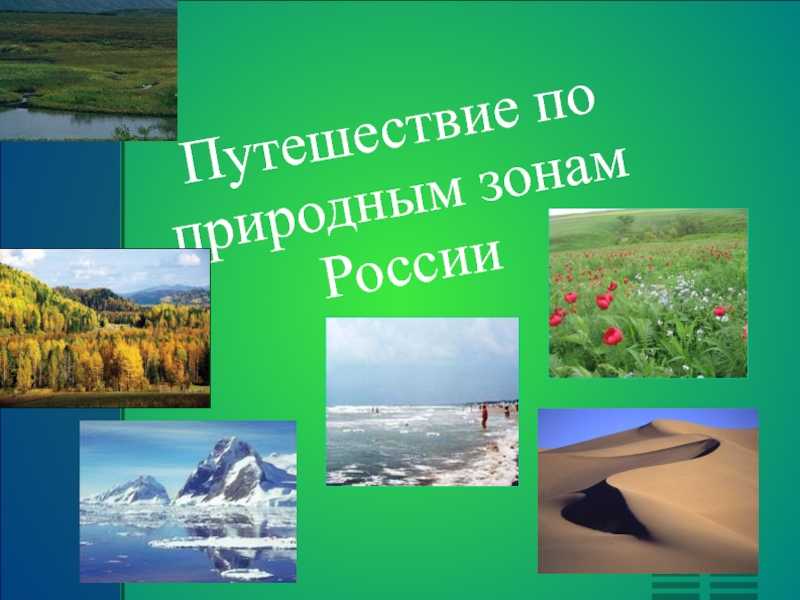 Путешествие по
природным зонам
России